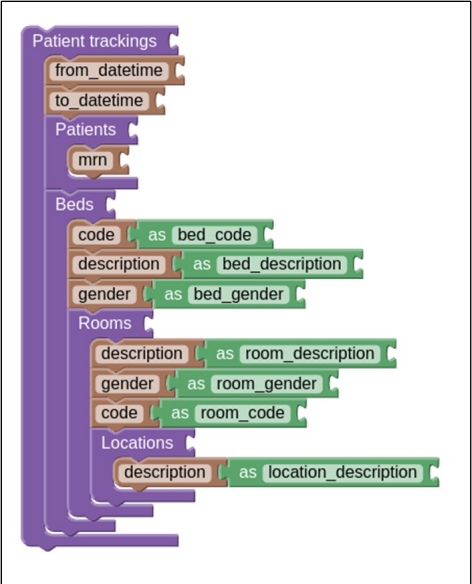 Patient trackings
from_datetime
to_datetime
Patients
mrn
Beds
code as bed_code
description as bed_description
gender as bed_gender
Rooms
description as room_description
gender as room_gender
code as room_code
Locations
description as location_description